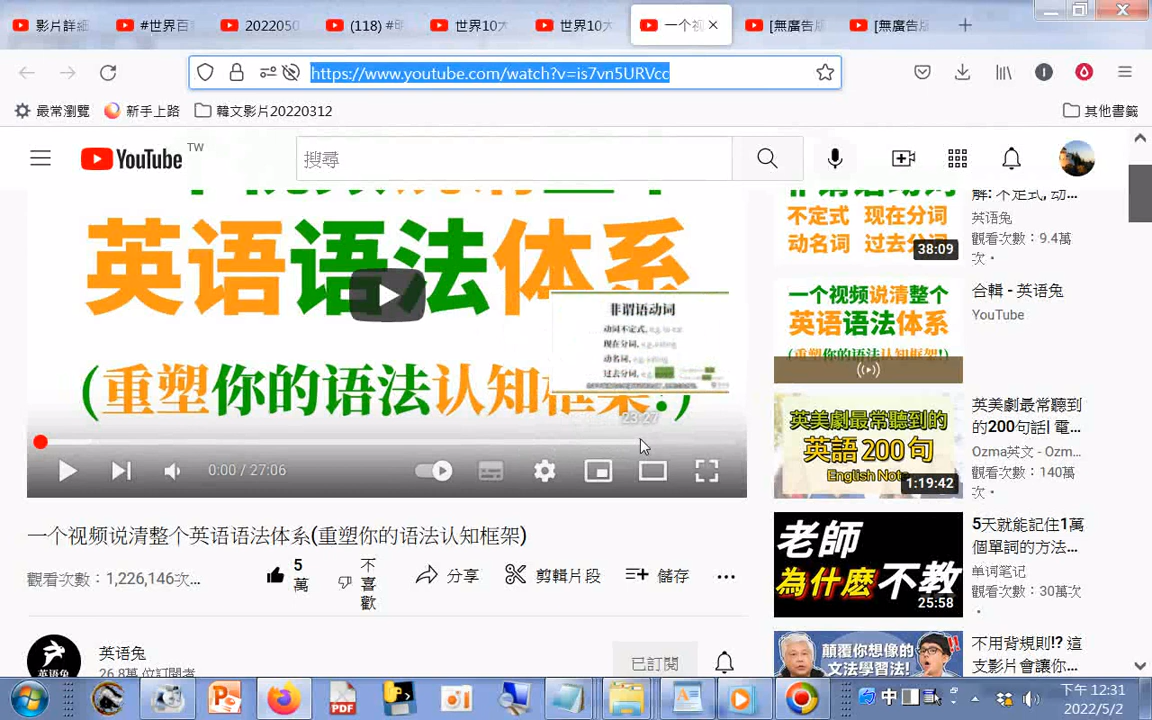 影片詳細
#世界百
2022050
(118) #
世界10大
世界10大
一个视
[無廣告版
[無廣告版
https://www.youtube.com/watch?v=is7vn5URVcc
最常瀏覽
新手上路
韓文影片20220312
其他書籤
YouTube TW
搜尋
英语语法体系
(重塑你的语法认知框架!)
非谓语动词
动词不定式,
现在分词,
动名词,
过去分词,
23:27
0:00 / 27:06
一个视频说清整个英语语法体系(重塑你的语法认知框架)
觀看次數：1,226,146次...
5萬
不喜歡
分享
剪輯片段
儲存
英语兔
26.8萬 位訂閱者
已訂閱
不定式 现在分词
动名词 过去分词
38:09
解: 不定式, 动...
英语兔
觀看次數：9.4萬
次・
一个视频说清整个
英语语法体系
(重塑你的语法认知框架!)
合輯 - 英语兔
YouTube
英美劇最常聽到的
英語200句
English Note
1:19:42
英美劇最常聽到
的200句話| 電...
Ozma英文 - Ozm...
觀看次數：140萬
次・
老師
為什麼不教
25:58
5天就能記住1萬
個單詞的方法...
单词笔记
觀看次數：30萬次
・
顛覆你想像的
文法學習法!
不用背規則!? 這
支影片會讓你...
PDF
中
下午 12:31
2022/5/2